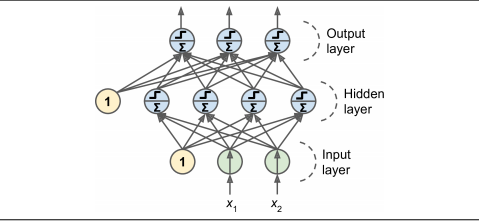 Σ Σ Σ
Output
layer
1
Σ Σ Σ Σ
Hidden
layer
1
Input
layer
x1 x2